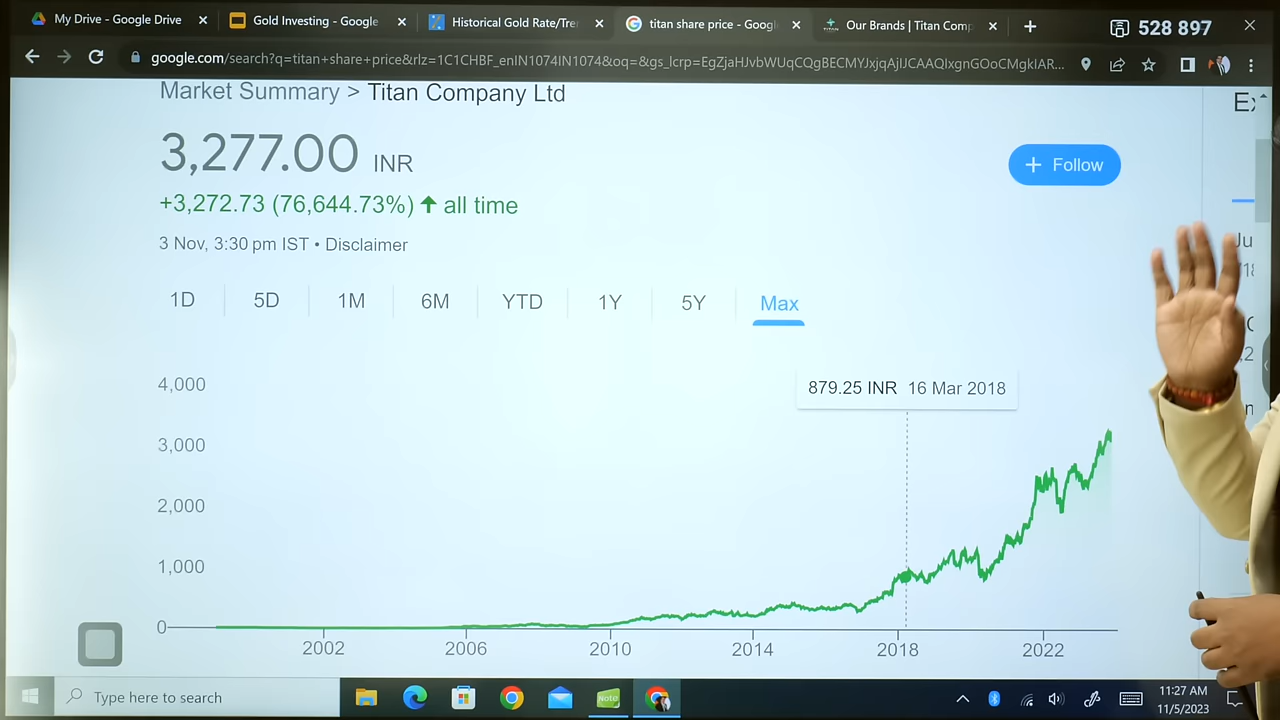 My Drive - Google Drive
Gold Investing - Google
Historical Gold Rate/Tre
titan share price - Goog
Our Brands | Titan Comp
528 897
google.com/search?q=titan+share+price&rlz=1C1CHBF_enIN1074IN1074&oq=&gs_lcrp=EgZjaHJvbWUqCQgBECMYJxjqAjIJCAAQIxgnGOoCMgkIAR...
Market Summary > Titan Company Ltd
3,277.00 INR
+ Follow
+3,272.73 (76,644.73%) ↑ all time
3 Nov, 3:30 pm IST • Disclaimer
1D 5D 1M 6M YTD 1Y 5Y Max
879.25 INR 16 Mar 2018
4,000
3,000
2,000
1,000
0
2002 2006 2010 2014 2018 2022
Type here to search
Note
11:27 AM
11/5/2023